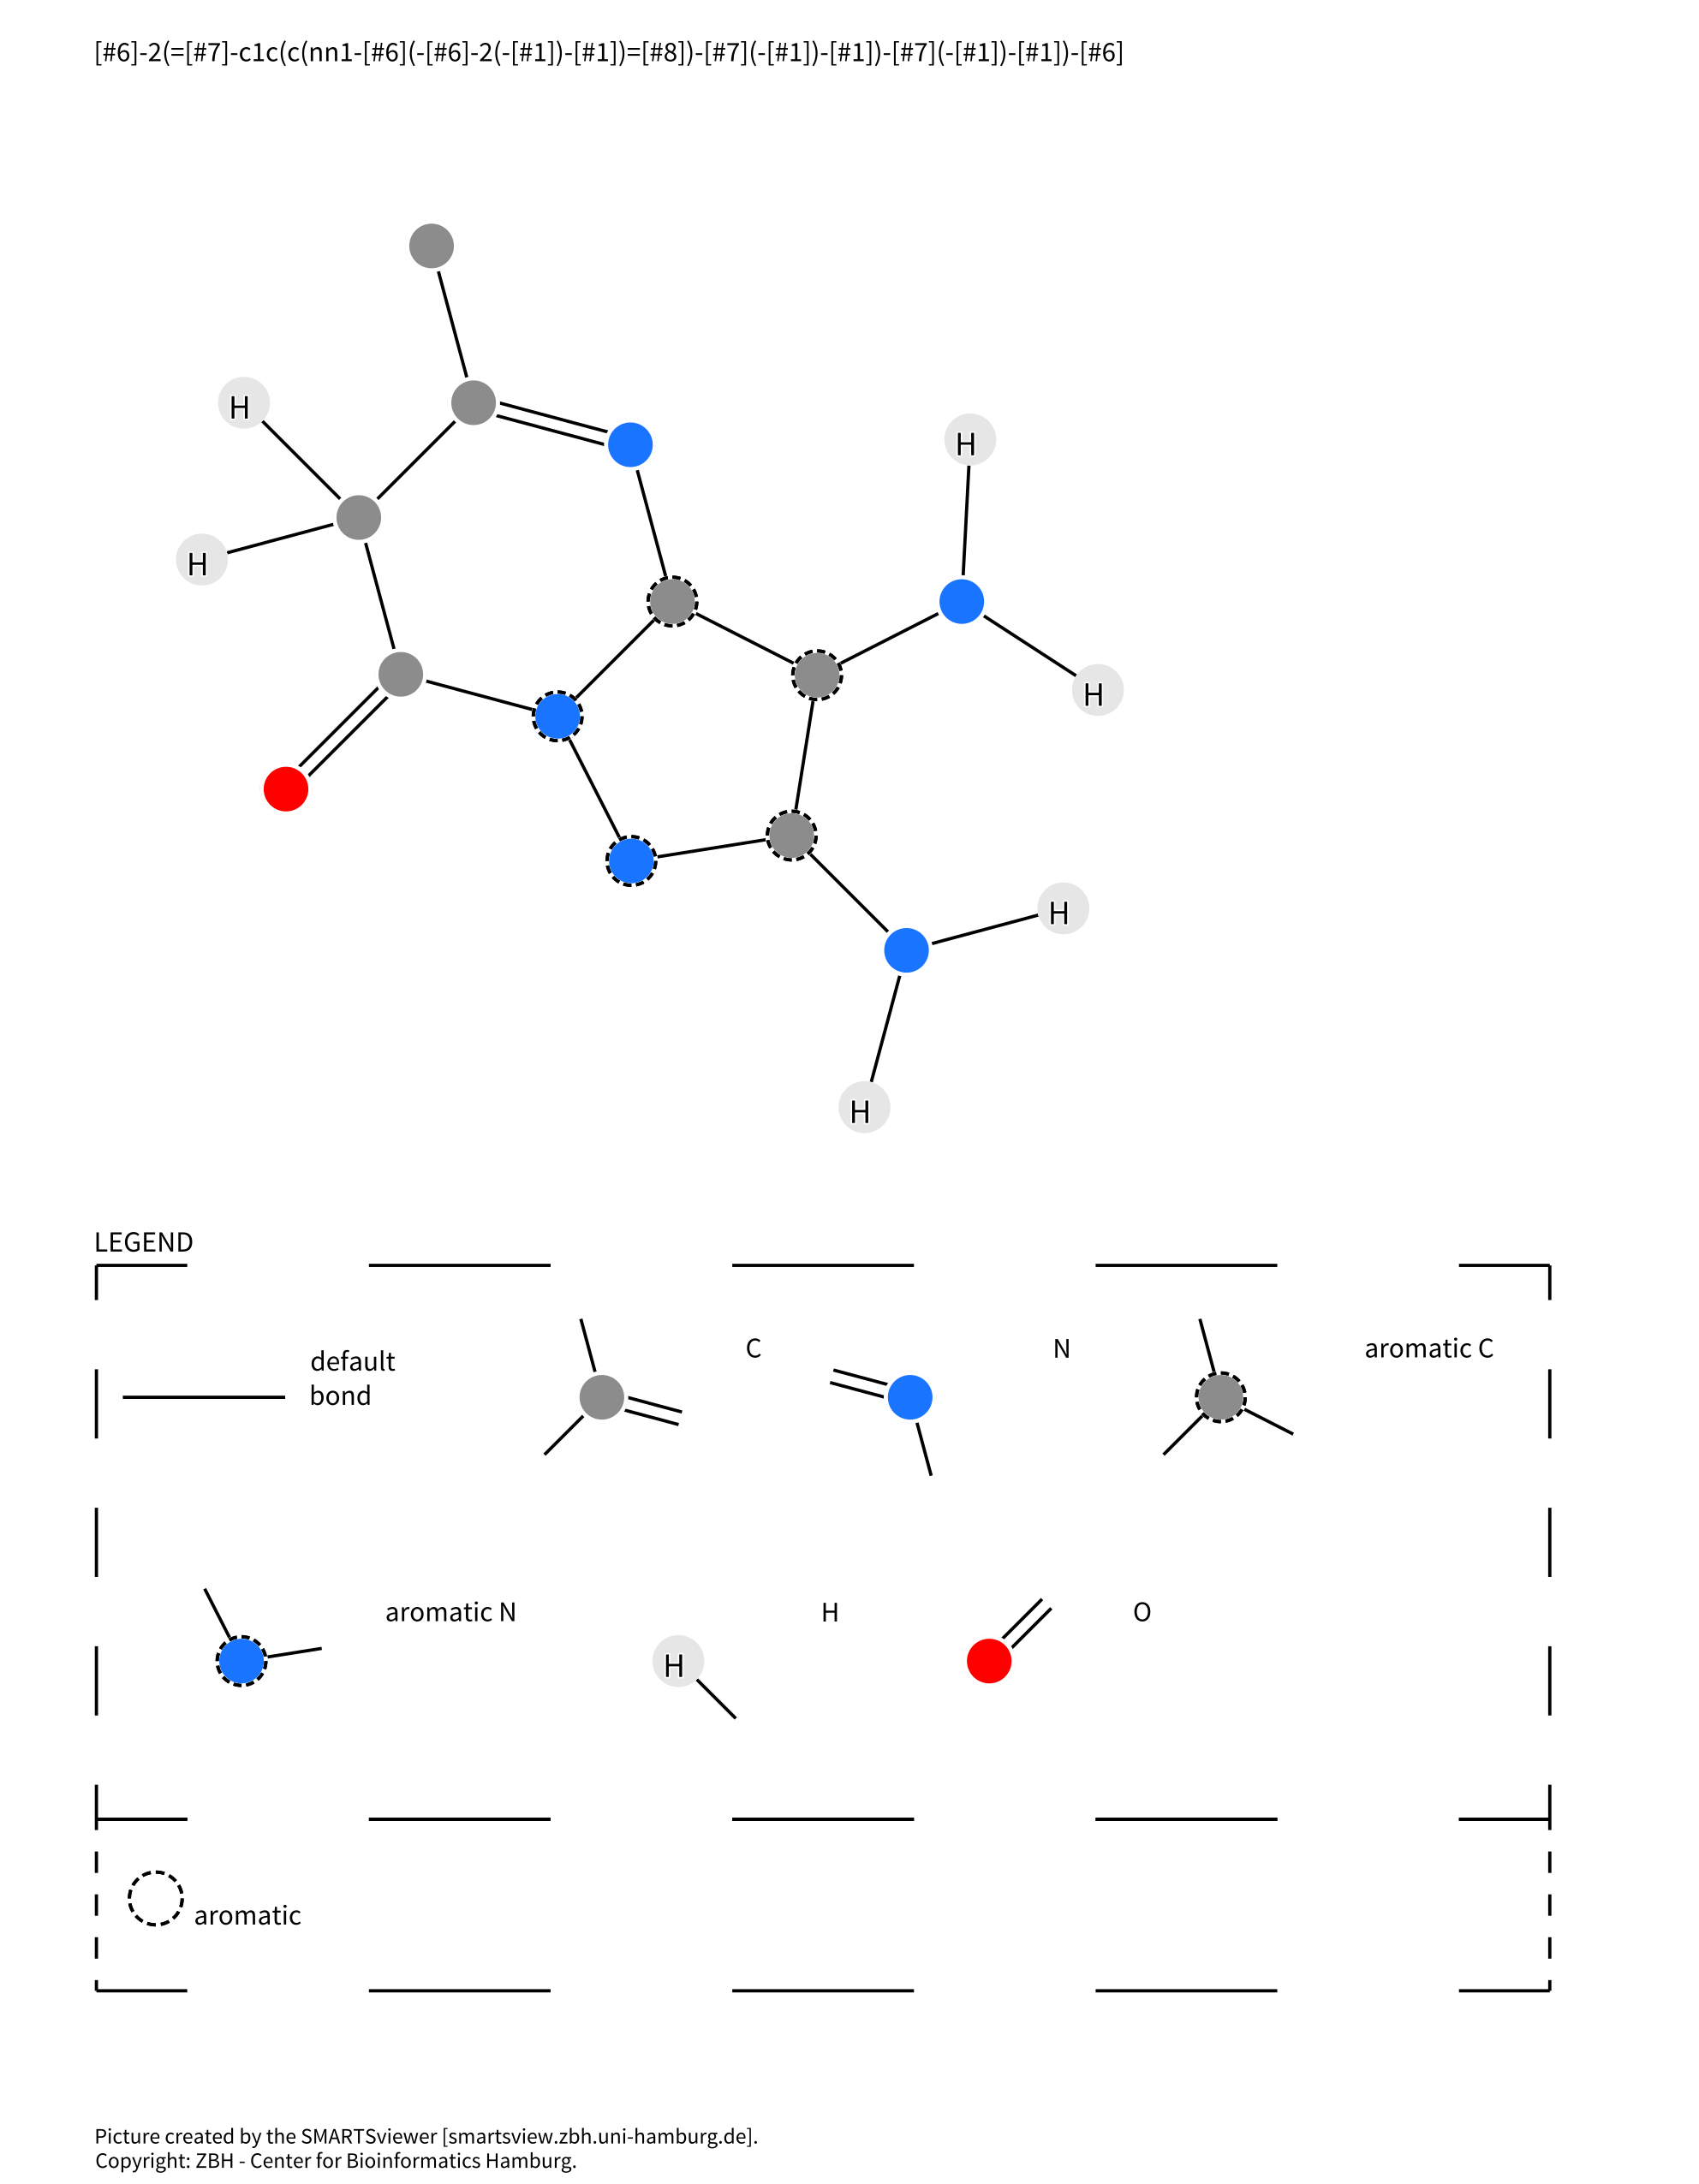 [#6]-2(=[#7]-c1c(c(nn1-[#6](-[#6]-2(-[#1])-[#1])=[#8])-[#7](-[#1])-[#1])-[#7](-[#1])-[#1])-[#6]
H
H
H
H
H
H
LEGEND
default
bond
C
N
aromatic C
aromatic N
H
H
O
aromatic
Picture created by the SMARTSviewer [smartsview.zbh.uni-hamburg.de].
Copyright: ZBH - Center for Bioinformatics Hamburg.